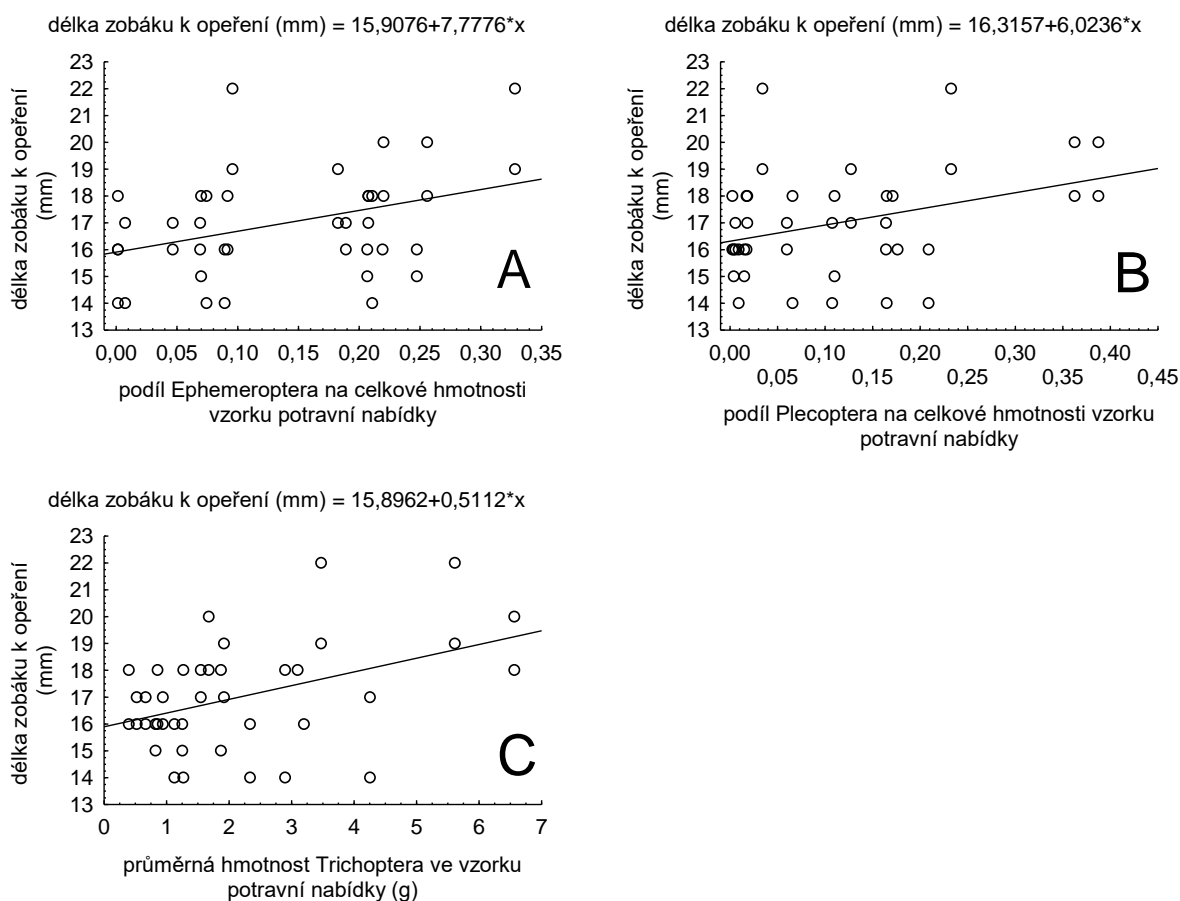 délka zobáku k opeření (mm) = 15,9076+7,7776*x
23
22
21
20
19
18
17
16
15
14
13
délka zobáku k opeření
(mm)
A
0,00 0,05 0,10 0,15 0,20 0,25 0,30 0,35
podíl Ephemeroptera na celkové hmotnosti
vzorku potravní nabídky
délka zobáku k opeření (mm) = 16,3157+6,0236*x
23
22
21
20
19
18
17
16
15
14
13
délka zobáku k opeření
(mm)
B
0,00 0,10 0,20 0,30 0,40
0,05 0,15 0,25 0,35 0,45
podíl Plecoptera na celkové hmotnosti vzorku
potravní nabídky
délka zobáku k opeření (mm) = 15,8962+0,5112*x
23
22
21
20
19
18
17
16
15
14
13
délka zobáku k opeření
(mm)
C
0 1 2 3 4 5 6 7
průměrná hmotnost Trichoptera ve vzorku
potravní nabídky (g)